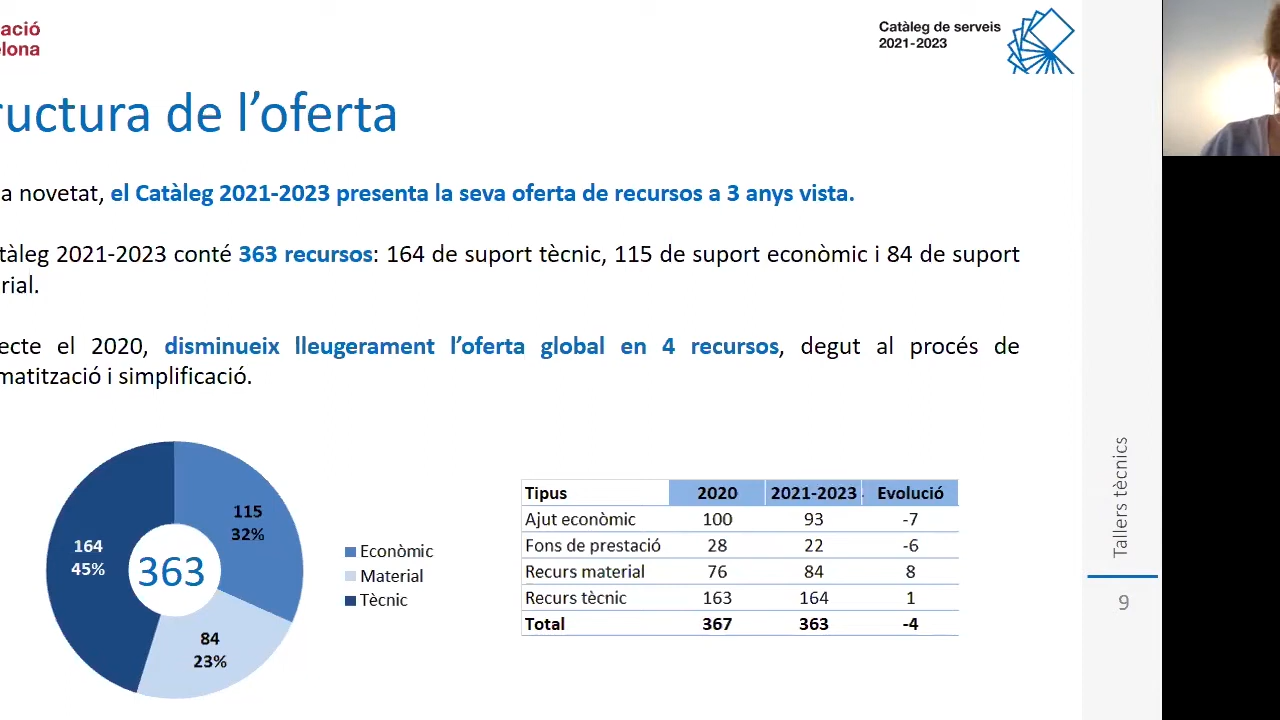 ació
elona
Catàleg de serveis
2021-2023
ructura de l’oferta
a novetat, el Catàleg 2021-2023 presenta la seva oferta de recursos a 3 anys vista.
tàleg 2021-2023 conté 363 recursos: 164 de suport tècnic, 115 de suport econòmic i 84 de suport
rial.
ecte el 2020, disminueix lleugerament l’oferta global en 4 recursos, degut al procés de
matització i simplificació.
115
32%
164
45%
363
84
23%
Econòmic
Material
Tècnic
Tipus 2020 2021-2023 Evolució
Ajut econòmic 100 93 -7
Fons de prestació 28 22 -6
Recurs material 76 84 8
Recurs tècnic 163 164 1
Total 367 363 -4
Tallers tècnics
9